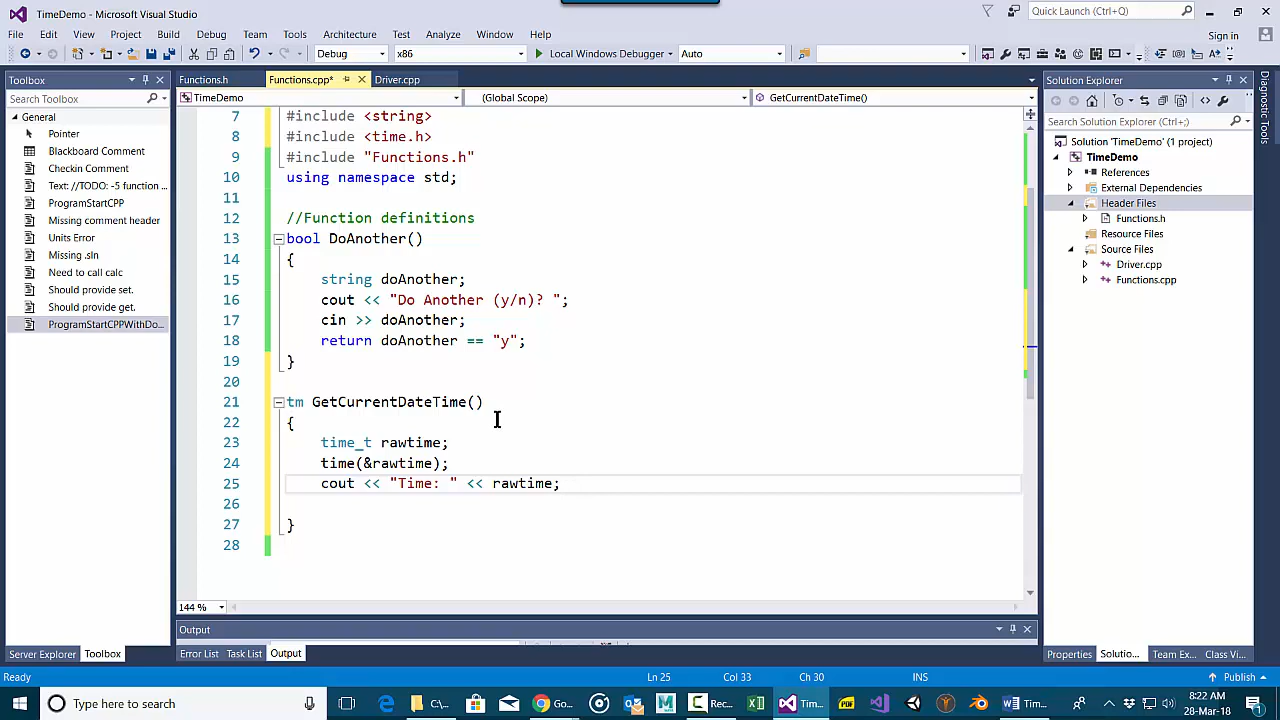 TimeDemo - Microsoft Visual Studio
Quick Launch (Ctrl+Q)
File Edit View Project Build Debug Team Tools Architecture Test Analyze Window Help
Sign in
Debug x86 Local Windows Debugger Auto
Toolbox
Search Toolbox
General
Pointer
Blackboard Comment
Checkin Comment
Text: //TODO: -5 function ...
ProgramStartCPP
Missing comment header
Units Error
Missing .sln
Need to call calc
Should provide set.
Should provide get.
ProgramStartCPPWithDo...
Server Explorer Toolbox
Functions.h Functions.cpp* Driver.cpp
TimeDemo (Global Scope) GetCurrentDateTime()
7 #include <string>
8 #include <time.h>
9 #include "Functions.h"
10 using namespace std;
11
12 //Function definitions
13 bool DoAnother()
14 {
15 string doAnother;
16 cout << "Do Another (y/n)? ";
17 cin >> doAnother;
18 return doAnother == "y";
19 }
20
21 tm GetCurrentDateTime()
22 {
23 time_t rawtime;
24 time(&rawtime);
25 cout << "Time: " << rawtime;
26
27 }
28
144 %
Output
Error List Task List Output
Solution Explorer
Search Solution Explorer (Ctrl+;)
Solution 'TimeDemo' (1 project)
TimeDemo
References
External Dependencies
Header Files
Functions.h
Resource Files
Source Files
Driver.cpp
Functions.cpp
Properties Solutio... Team Ex... Class Vi...
Diagnostic Tools
Ready Ln 25 Col 33 Ch 30 INS Publish
Type here to search
C:\... Go... Rec... Tim... Tim...
8:22 AM
28-Mar-18